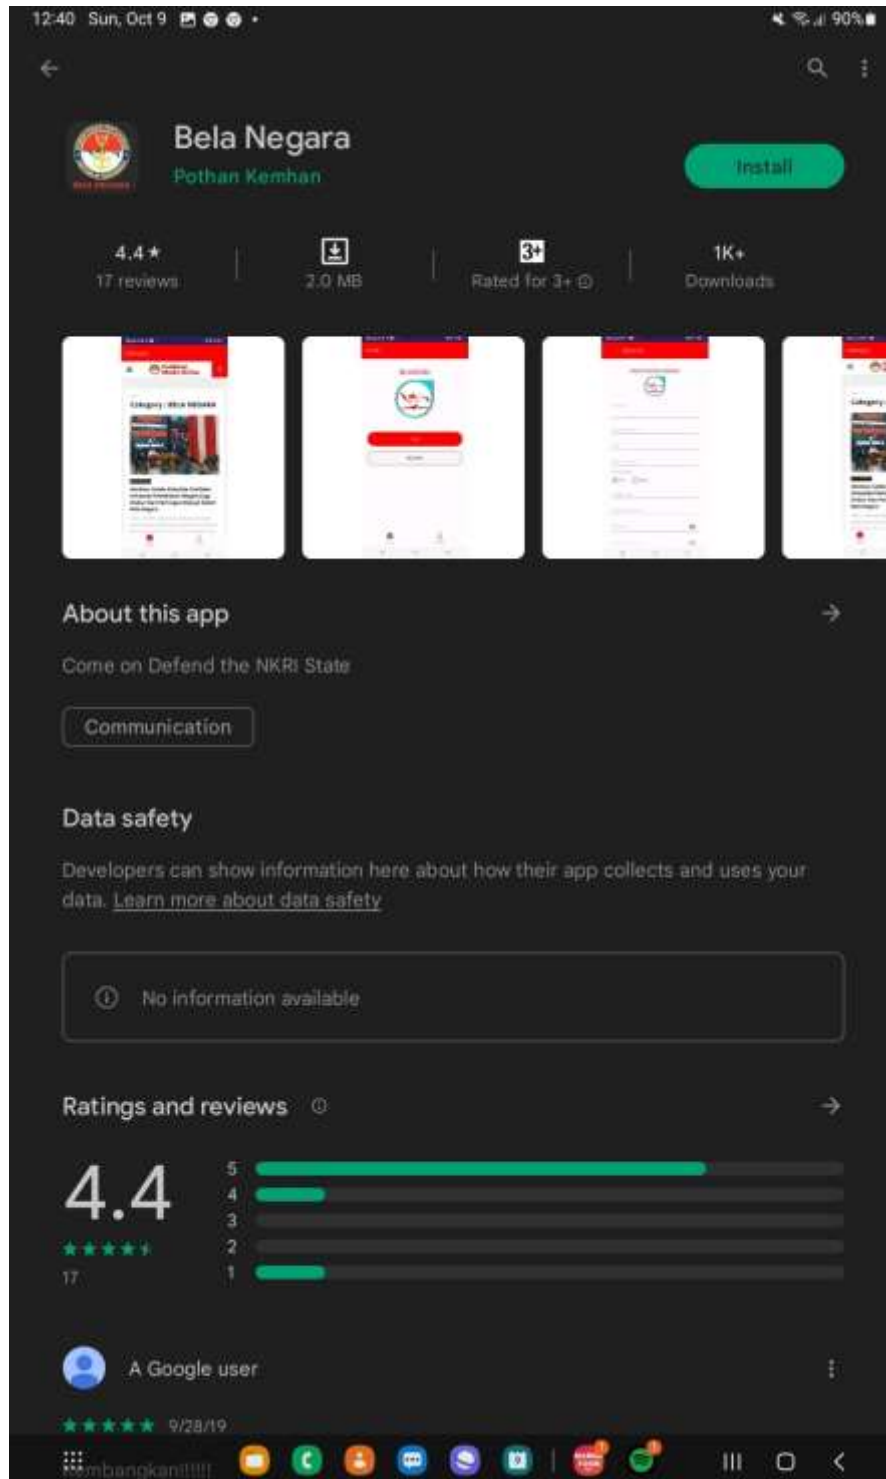 12:40 Sun, Oct 9
90%
Bela Negara
Pothan Kemhan
Install
4.4★
17 reviews
2.0 MB
3+
Rated for 3+
1K+
Downloads
Category : BELA NEGARA
About this app
Come on Defend the NKRI State
Communication
Data safety
Developers can show information here about how their app collects and uses your
data. Learn more about data safety
No information available
Ratings and reviews
4.4
5
4
3
2
1
17
A Google user
9/28/19